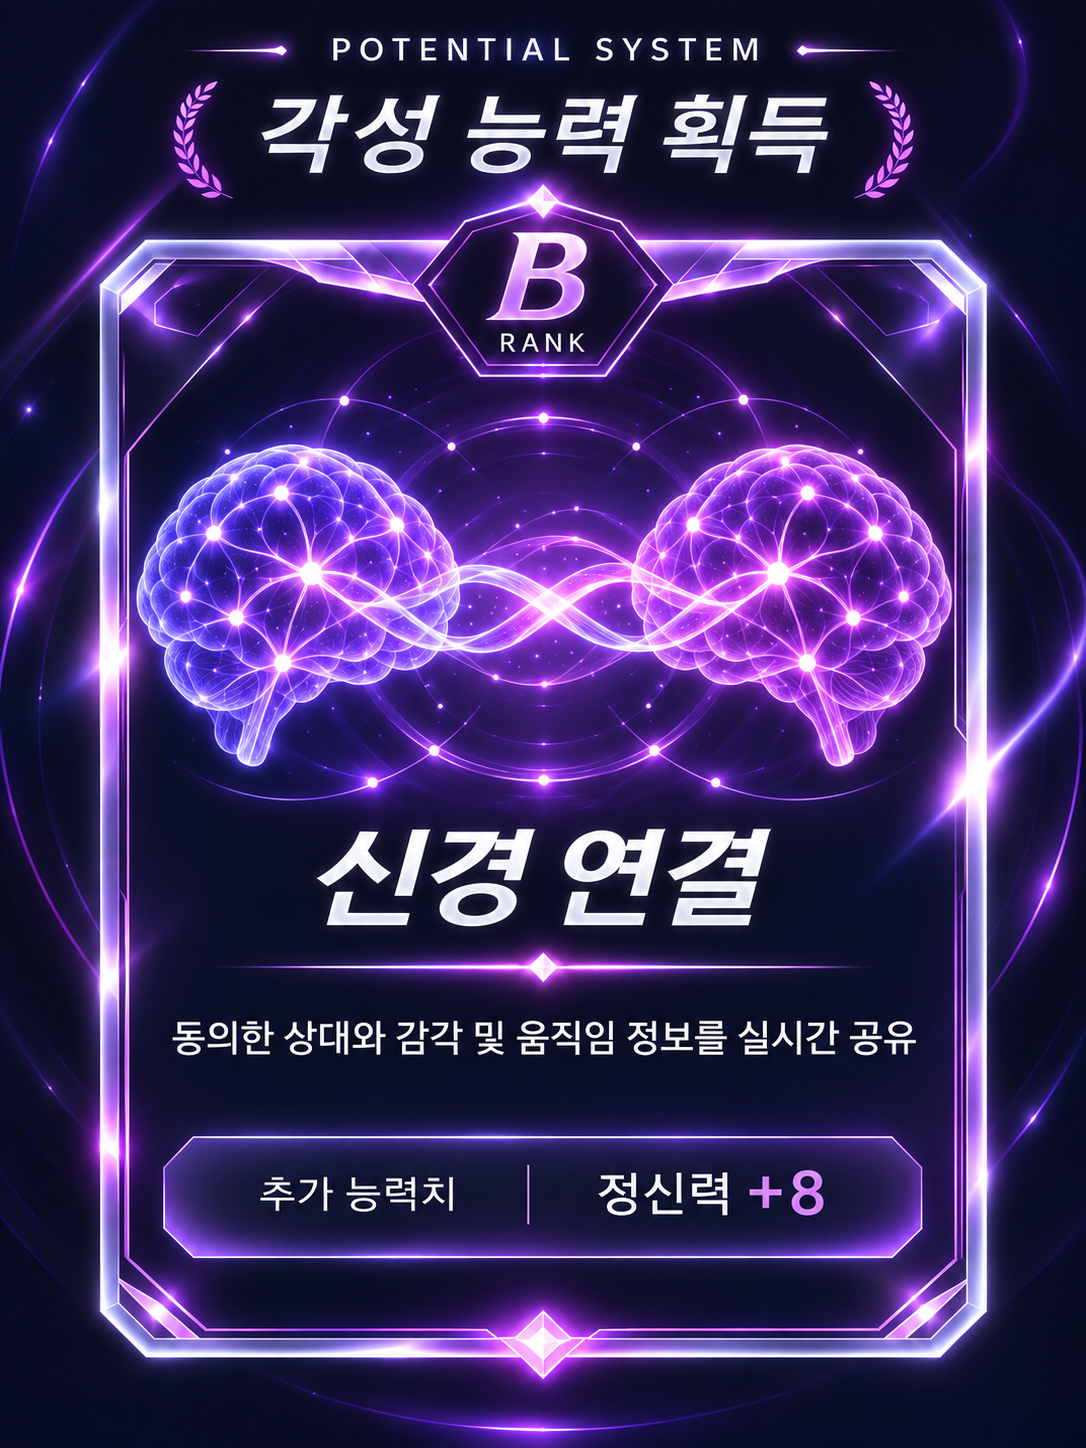 POTENTIAL SYSTEM
각성 능력 획득
B
RANK
신경 연결
동의한 상대와 감각 및 움직임 정보를 실시간 공유
추가 능력치 정신력 +8